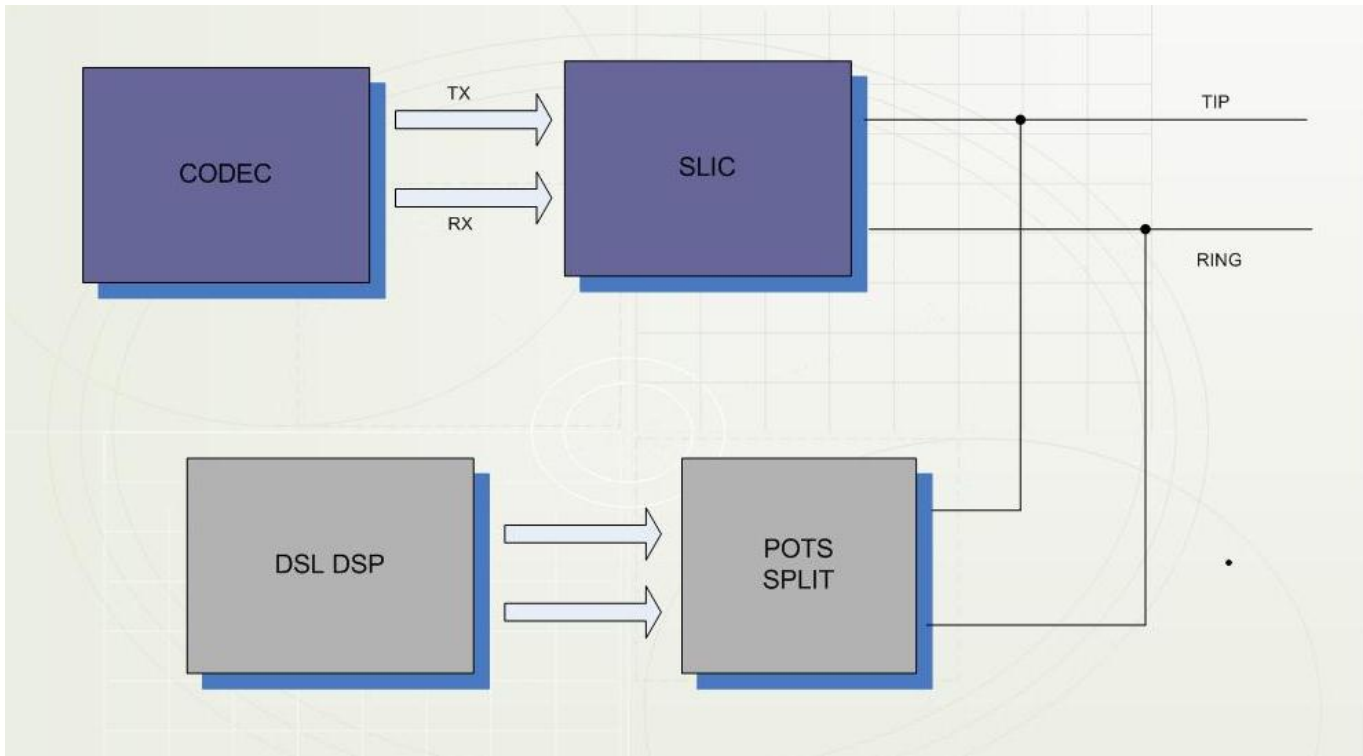 TX
CODEC
SLIC
TIP
RX
RING
DSL DSP
POTS
SPLIT